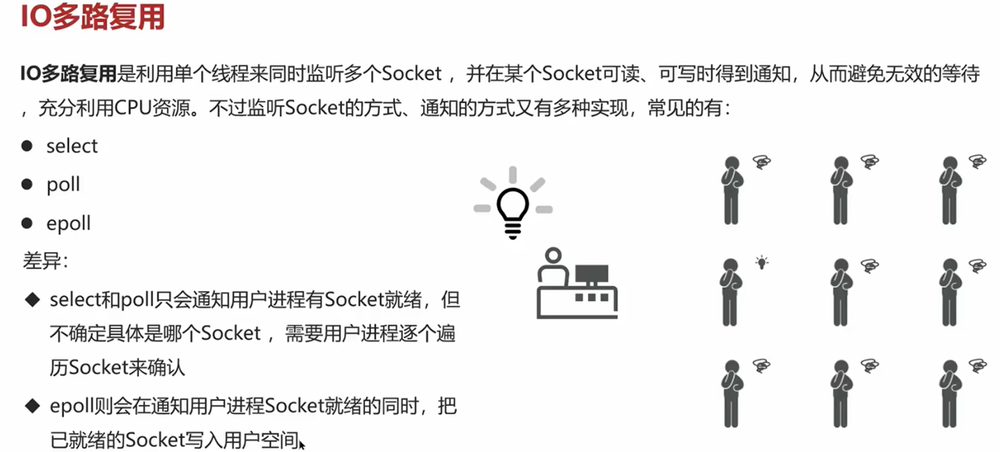 IO多路复用
IO多路复用是利用单个线程来同时监听多个Socket ，并在某个Socket可读、可写时得到通知，从而避免无效的等待
，充分利用CPU资源。不过监听Socket的方式、通知的方式又有多种实现，常见的有：
● select
● poll
● epoll
差异：
◆ select和poll只会通知用户进程有Socket就绪，但
不确定具体是哪个Socket ，需要用户进程逐个遍
历Socket来确认
◆ epoll则会在通知用户进程Socket就绪的同时，把
已就绪的Socket写入用户空间